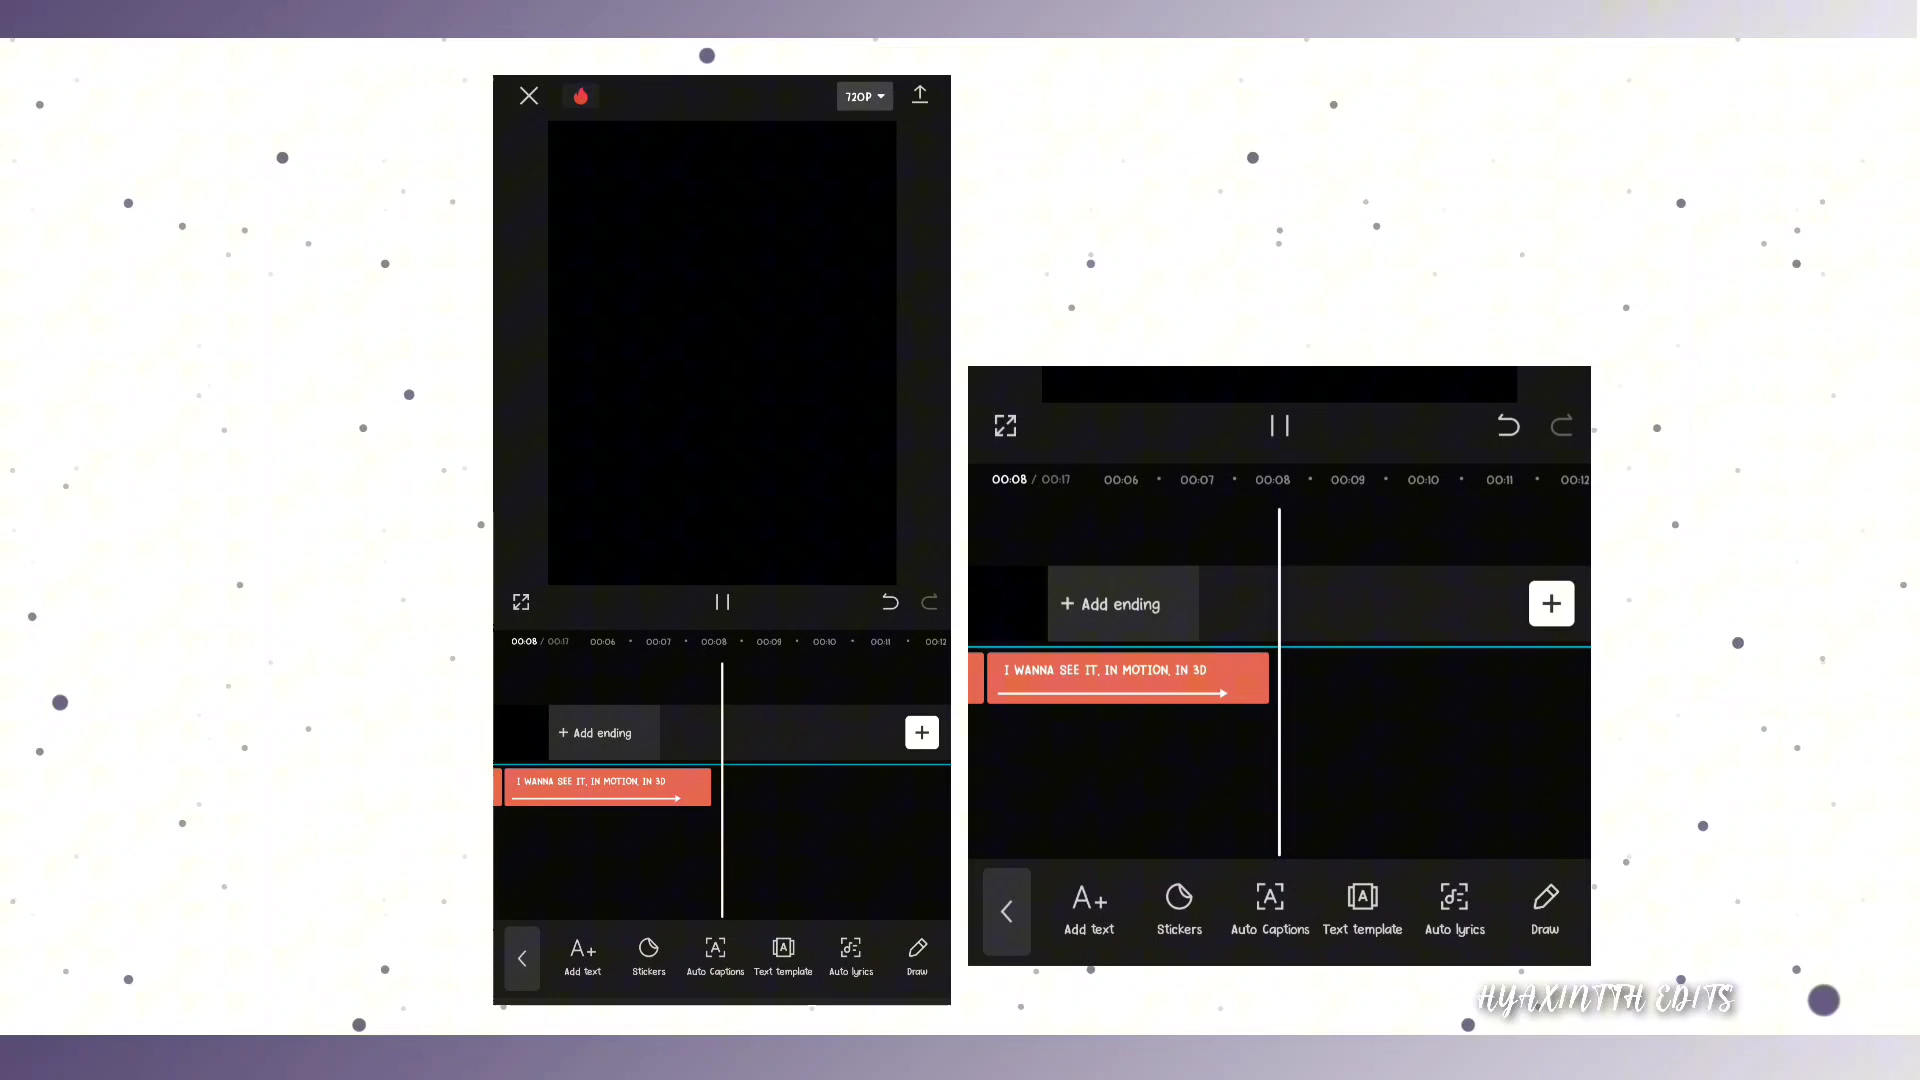 720P
00:08 / 00:17 00:06 00:07 00:08 00:09 00:10 00:11 00:12
+ Add ending
+
I WANNA SEE IT, IN MOTION, IN 3D
A+ A A
Add text Stickers Auto Captions Text template Auto lyrics Draw
00:08 / 00:17 00:06 00:07 00:08 00:09 00:10 00:11 00:12
+ Add ending
+
I WANNA SEE IT, IN MOTION, IN 3D
A+ A A
Add text Stickers Auto Captions Text template Auto lyrics Draw
HYAXINTTH EDITS